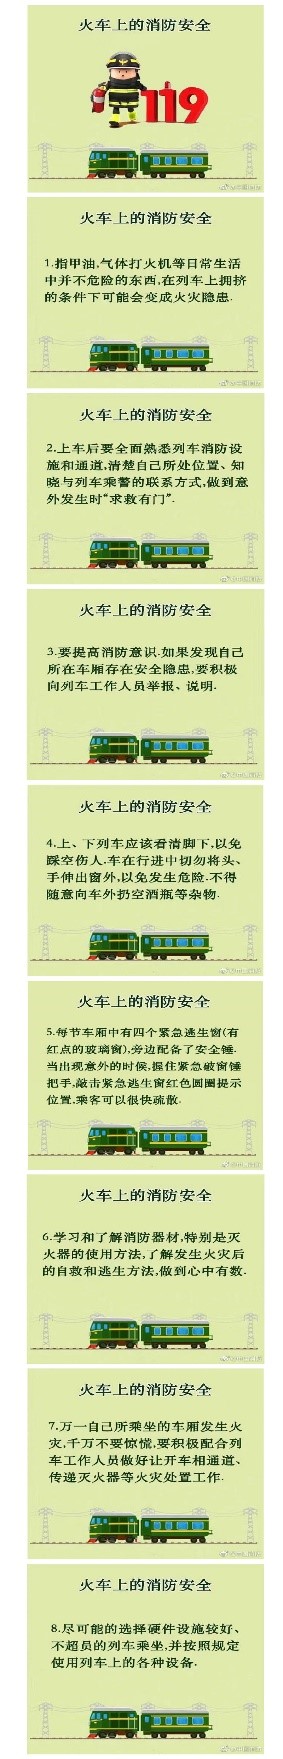 火车上的消防安全
119
火车上的消防安全
1.指甲油,气体打火机等日常生活
中并不危险的东西,在列车上拥挤
的条件下可能会变成火灾隐患.
火车上的消防安全
2.上车后要全面熟悉列车消防设
施和通道,清楚自己所处位置、知
晓与列车乘警的联系方式,做到意
外发生时“求救有门”.
火车上的消防安全
3.要提高消防意识.如果发现自己
所在车厢存在安全隐患,要积极
向列车工作人员举报、说明.
火车上的消防安全
4.上、下列车应该看清脚下,以免
踩空伤人.车在行进中切勿将头、
手伸出窗外,以免发生危险.不得
随意向车外扔空酒瓶等杂物.
火车上的消防安全
5.每节车厢中有四个紧急逃生窗(有
红点的玻璃窗),旁边配备了安全锤.
当出现意外的时候,握住紧急破窗锤
把手,敲击紧急逃生窗红色圆圈提示
位置,乘客可以很快疏散.
火车上的消防安全
6.学习和了解消防器材,特别是灭
火器的使用方法,了解发生火灾后
的自救和逃生方法,做到心中有数.
火车上的消防安全
7.万一自己所乘坐的车厢发生火
灾,千万不要惊慌,要积极配合列
车工作人员做好让开车相通道、
传递灭火器等火灾处置工作.
火车上的消防安全
8.尽可能的选择硬件设施较好、
不超员的列车乘坐,并按照规定
使用列车上的各种设备.